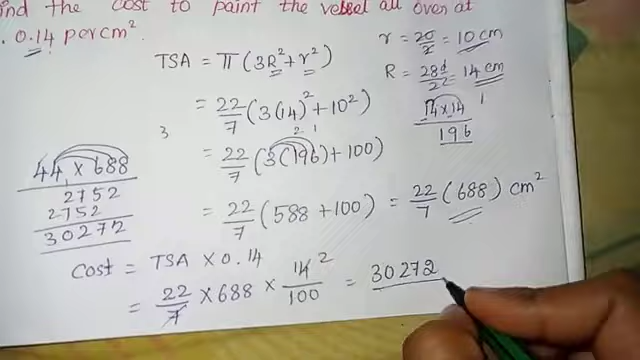 find the cost to paint the vessel all over at
. 0.14 per cm².
r = 20/2 = 10 cm
R = 28/2 = 14 cm
TSA = π (3R² + r²)
= 22/7 (3(14)² + 10²)
14 x 14
196
= 22/7 (3(196) + 100)
= 22/7 (588 + 100) = 22/7 (688) cm²
44 x 688
2752
2752
30272
Cost = TSA x 0.14
= 22/7 x 688 x 14/100 2 = 30272